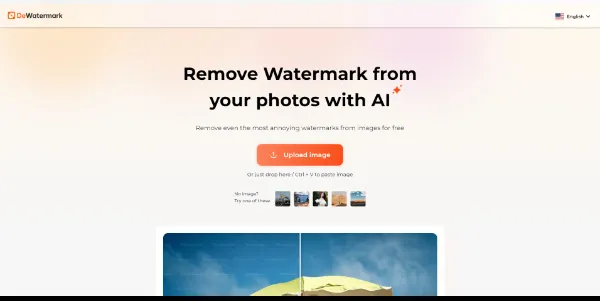 DeWatermark
English
Remove Watermark from
your photos with AI
Remove even the most annoying watermarks from images for free
Upload Image
Or just drop here / Ctrl + V to paste image
No Image?
Try one of these